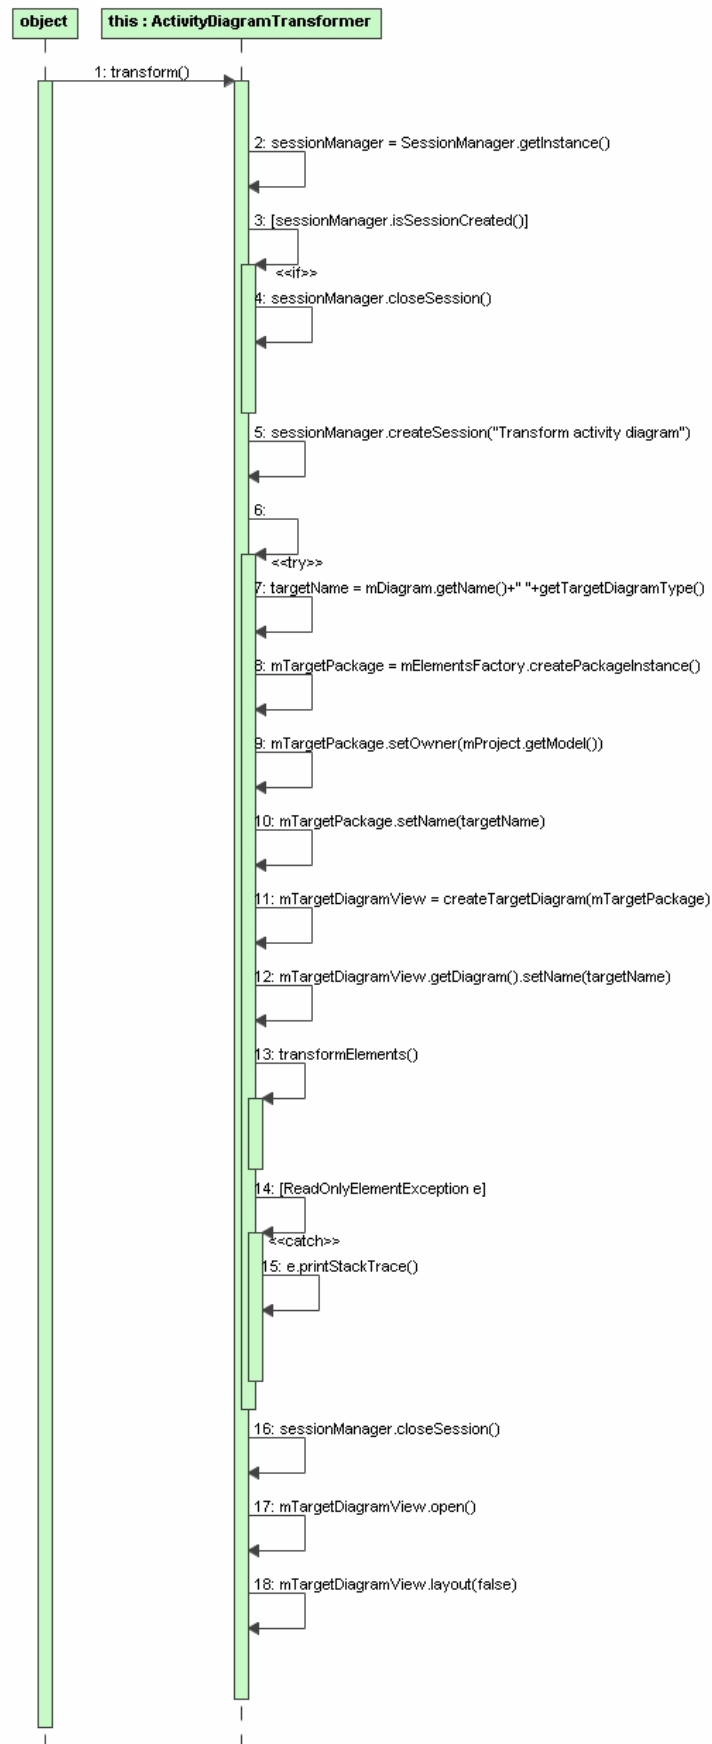 object
this : ActivityDiagramTransformer
1: transform()
2: sessionManager = SessionManager.getInstance()
3: [sessionManager.isSessionCreated()]
<<if>>
4: sessionManager.closeSession()
5: sessionManager.createSession("Transform activity diagram")
6:
<<try>>
7: targetName = mDiagram.getName()+" "+getTargetDiagramType()
8: mTargetPackage = mElementsFactory.createPackageInstance()
9: mTargetPackage.setOwner(mProject.getModel())
10: mTargetPackage.setName(targetName)
11: mTargetDiagramView = createTargetDiagram(mTargetPackage)
12: mTargetDiagramView.getDiagram().setName(targetName)
13: transformElements()
14: [ReadOnlyElementException e]
<<catch>>
15: e.printStackTrace()
16: sessionManager.closeSession()
17: mTargetDiagramView.open()
18: mTargetDiagramView.layout(false)